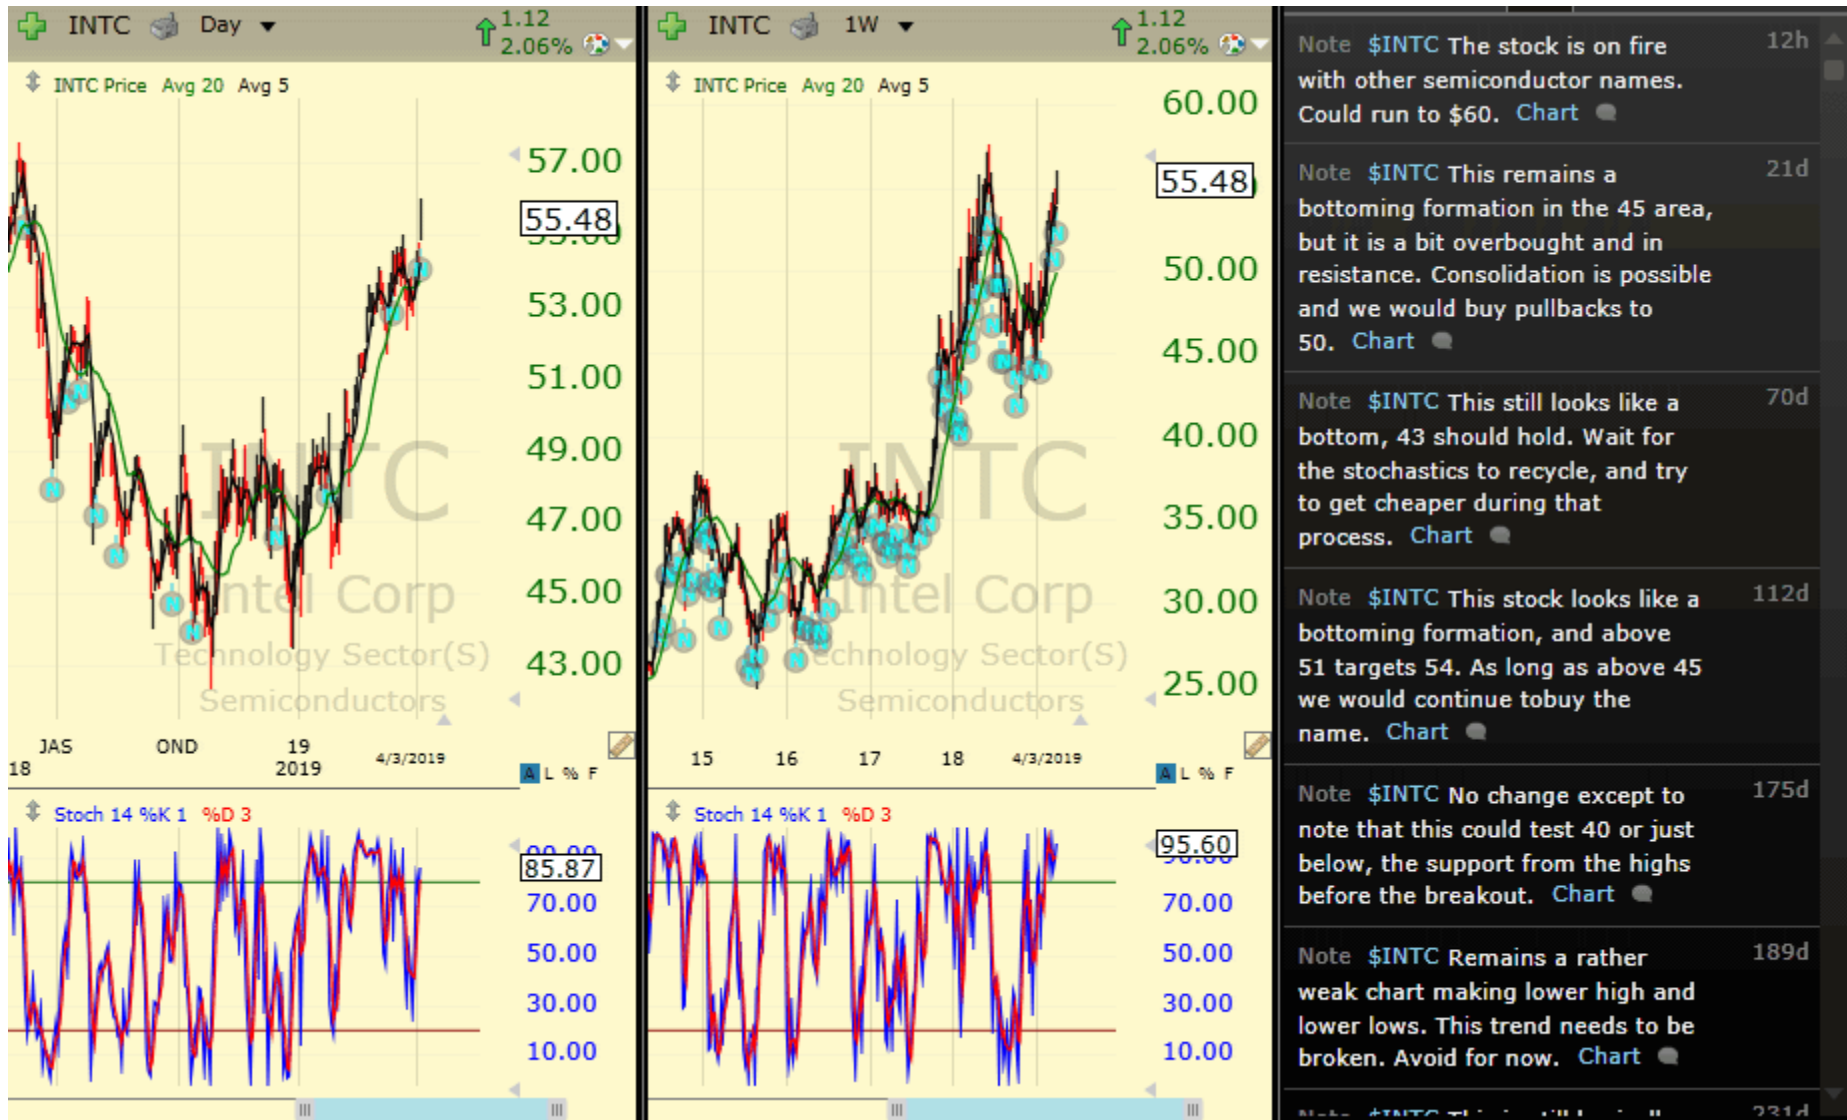 INTC Day
1.12
2.06%
INTC Price Avg 20 Avg 5
57.00
55.48
53.00
51.00
49.00
47.00
45.00
43.00
INTC
Intel Corp
Technology Sector(S)
Semiconductors
JAS OND 19 4/3/2019
18 2019
A L % F
Stoch 14 %K 1 %D 3
85.87
70.00
50.00
30.00
10.00
INTC 1W
1.12
2.06%
INTC Price Avg 20 Avg 5
60.00
55.48
50.00
45.00
40.00
35.00
30.00
25.00
INTC
Intel Corp
Technology Sector(S)
Semiconductors
15 16 17 18 4/3/2019
A L % F
Stoch 14 %K 1 %D 3
95.60
70.00
50.00
30.00
10.00
Note $INTC The stock is on fire 12h
with other semiconductor names.
Could run to $60. Chart
Note $INTC This remains a 21d
bottoming formation in the 45 area,
but it is a bit overbought and in
resistance. Consolidation is possible
and we would buy pullbacks to
50. Chart
Note $INTC This still looks like a 70d
bottom, 43 should hold. Wait for
the stochastics to recycle, and try
to get cheaper during that
process. Chart
Note $INTC This stock looks like a 112d
bottoming formation, and above
51 targets 54. As long as above 45
we would continue tobuy the
name. Chart
Note $INTC No change except to 175d
note that this could test 40 or just
below, the support from the highs
before the breakout. Chart
Note $INTC Remains a rather 189d
weak chart making lower high and
lower lows. This trend needs to be
broken. Avoid for now. Chart